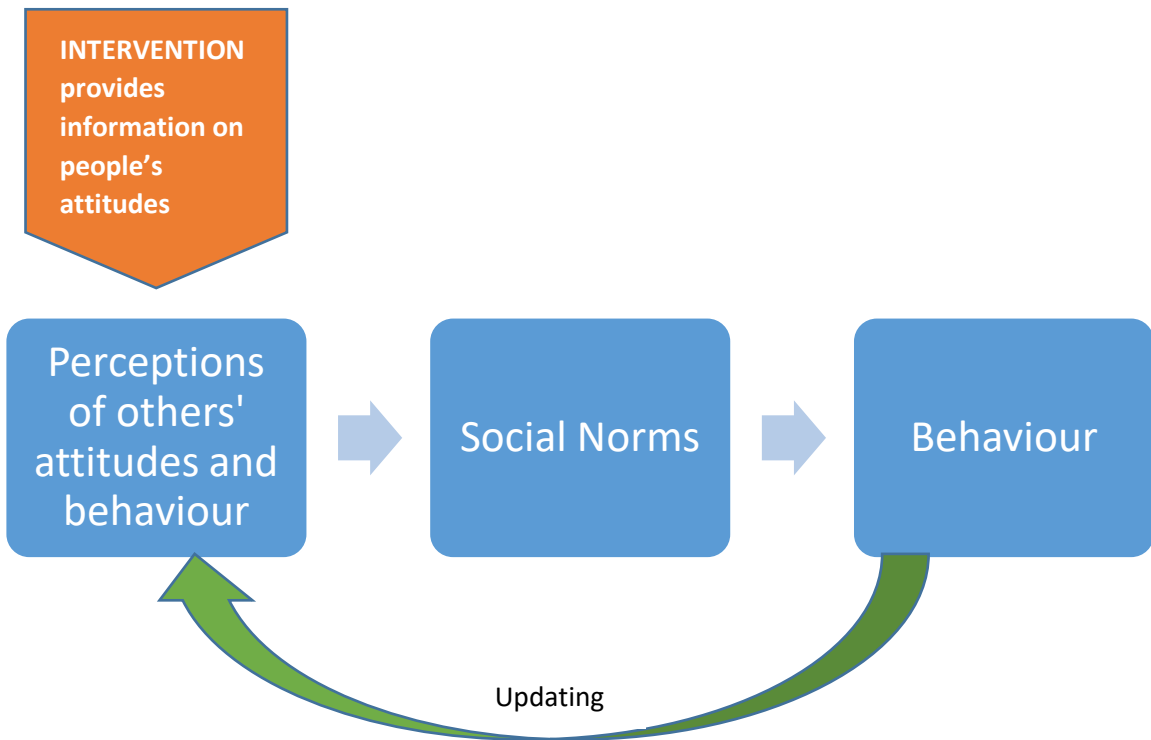 INTERVENTION
provides
information on
people’s
attitudes
Perceptions
of others'
attitudes and
behaviour
Social Norms
Behaviour
Updating